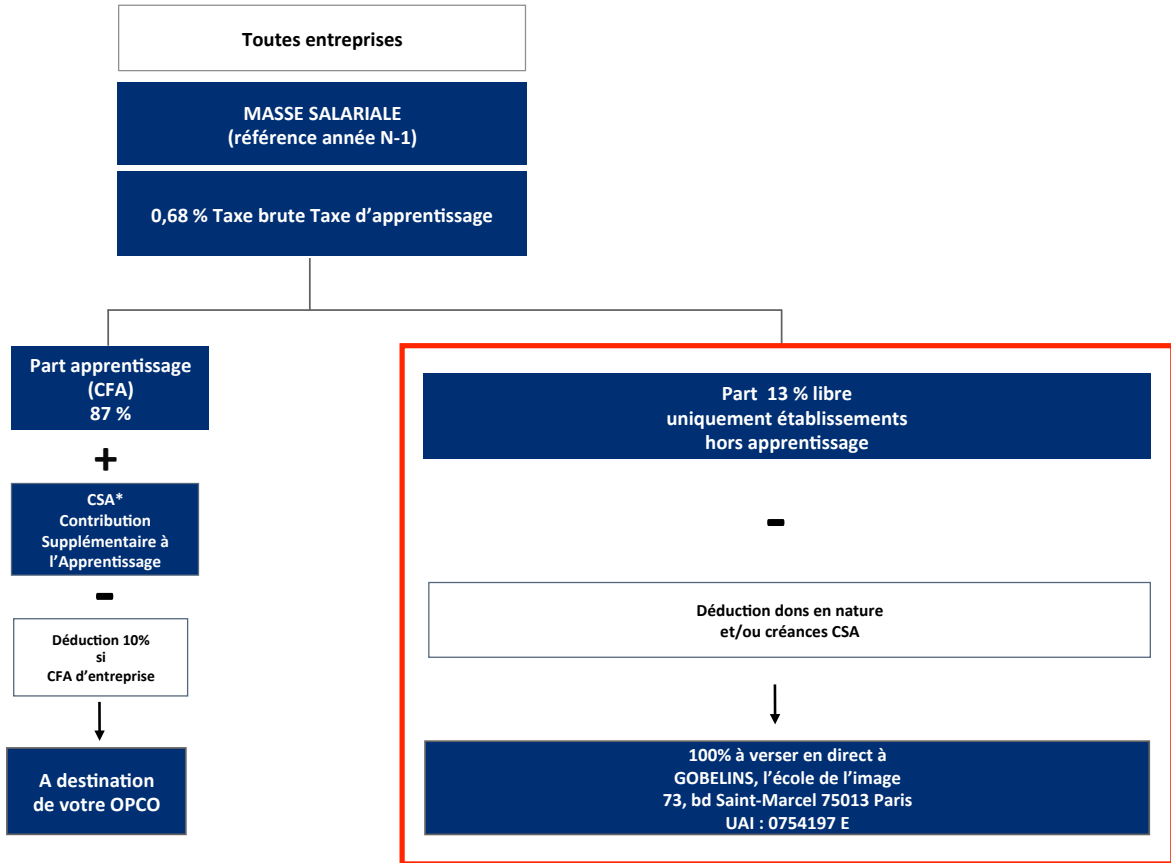 Toutes entreprises
MASSE SALARIALE
(référence année N-1)
0,68 % Taxe brute Taxe d’apprentissage
Part apprentissage
(CFA)
87 %
+
CSA*
Contribution
Supplémentaire à
l’Apprentissage
-
Déduction 10%
si
CFA d’entreprise
A destination
de votre OPCO
Part 13 % libre
uniquement établissements
hors apprentissage
-
Déduction dons en nature
et/ou créances CSA
100% à verser en direct à
GOBELINS, l’école de l’image
73, bd Saint-Marcel 75013 Paris
UAI : 0754197 E